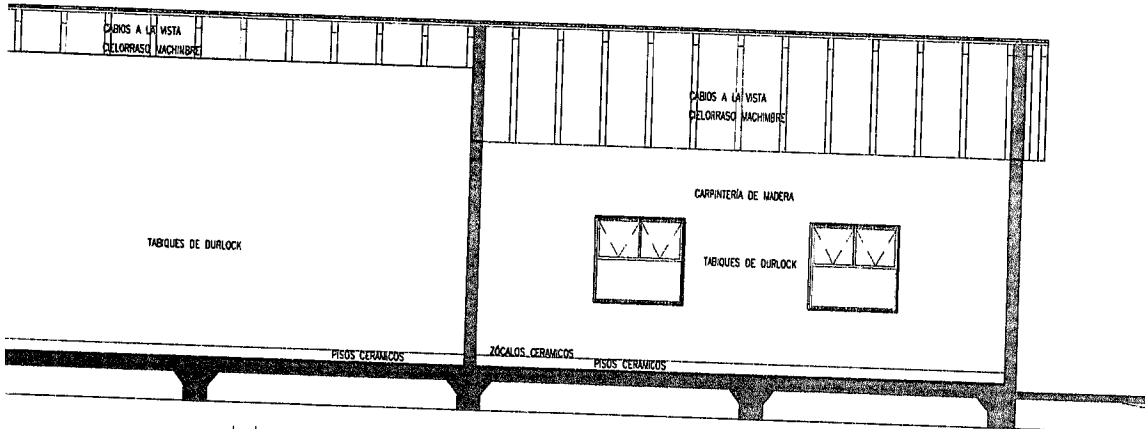 CABIOS A LA VISTA
CIELORRASO MACHIMBRE
CABIOS A LA VISTA
CIELORRASO MACHIMBRE
CARPINTERÍA DE MADERA
TABIQUES DE DURLOCK
TABIQUES DE DURLOCK
PISOS CERAMICOS
ZÓCALOS CERAMICOS
PISOS CERAMICOS